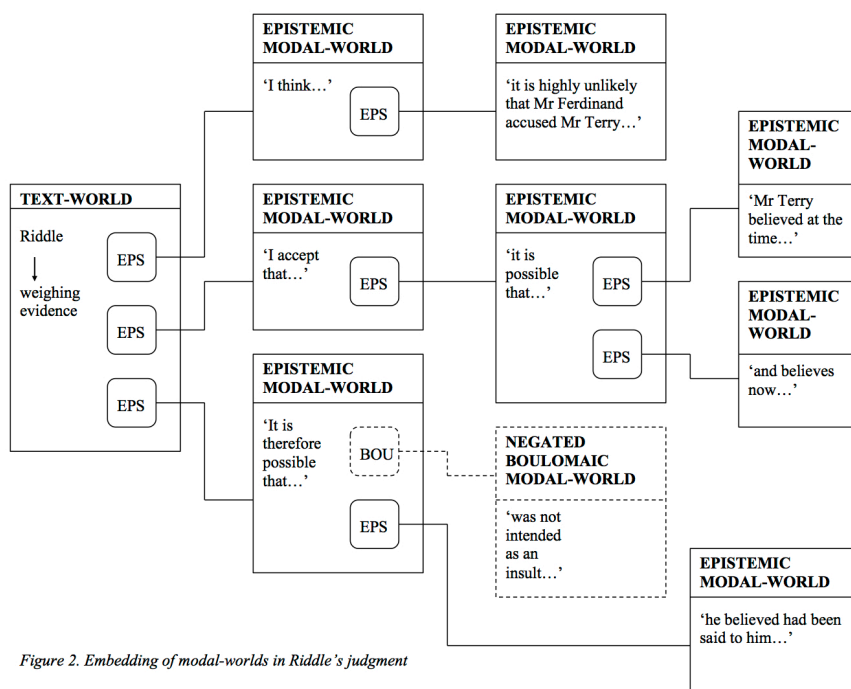 EPISTEMIC
MODAL-WORLD
‘I think…’
EPS
EPISTEMIC
MODAL-WORLD
‘it is highly unlikely
that Mr Ferdinand
accused Mr Terry…’
EPISTEMIC
MODAL-
WORLD
‘Mr Terry
believed at the
time…’
TEXT-WORLD
Riddle
weighing
evidence
EPS
EPS
EPS
EPISTEMIC
MODAL-WORLD
‘I accept
that…’
EPS
EPISTEMIC
MODAL-WORLD
‘it is
possible
that…’
EPS
EPS
EPISTEMIC
MODAL-
WORLD
‘and believes
now…’
EPISTEMIC
MODAL-WORLD
‘It is
therefore
possible
that…’
BOU
EPS
NEGATED
BOULOMAIC
MODAL-WORLD
‘was not
intended
as an
insult…’
EPISTEMIC
MODAL-WORLD
‘he believed had been
said to him…’
Figure 2. Embedding of modal-worlds in Riddle’s judgment